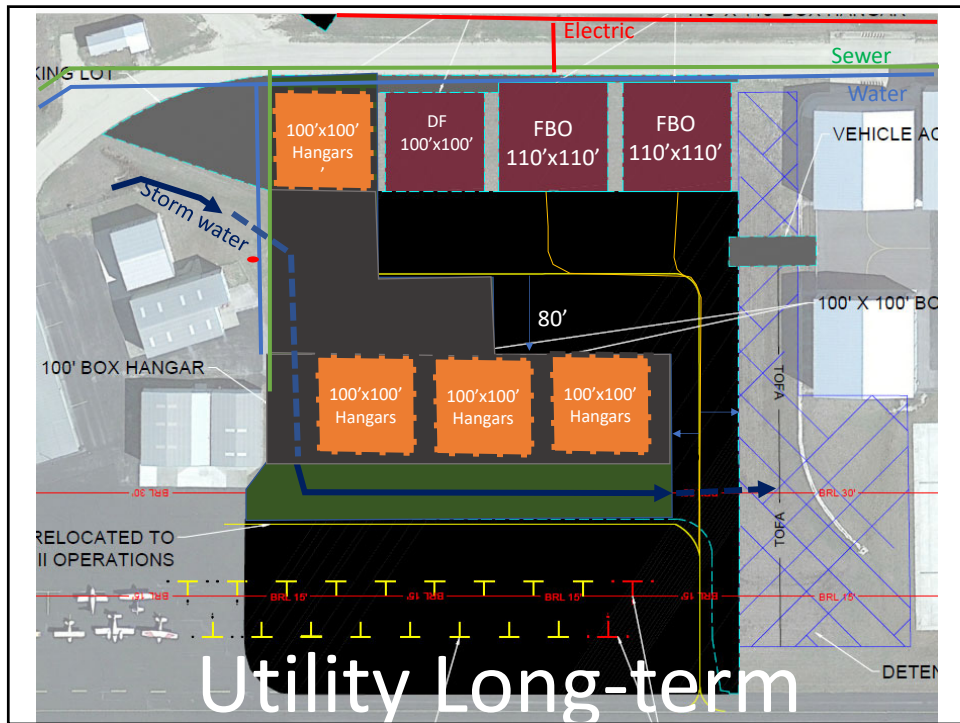 Electric
Sewer
KING LOT
Water
100'x100'
Hangars
'
DF
100'x100'
FBO
110'x110'
FBO
110'x110'
VEHICLE AC
Storm water
80'
100' X 100' BO
100' BOX HANGAR
100'x100'
Hangars
100'x100'
Hangars
100'x100'
Hangars
TOFA
BRL 30'
BRL 30'
TOFA
RELOCATED TO
II OPERATIONS
BRL 15'
BRL 15'
BRL 15'
BRL 15'
BRL 15'
BRL 15'
DETEN
Utility Long-term